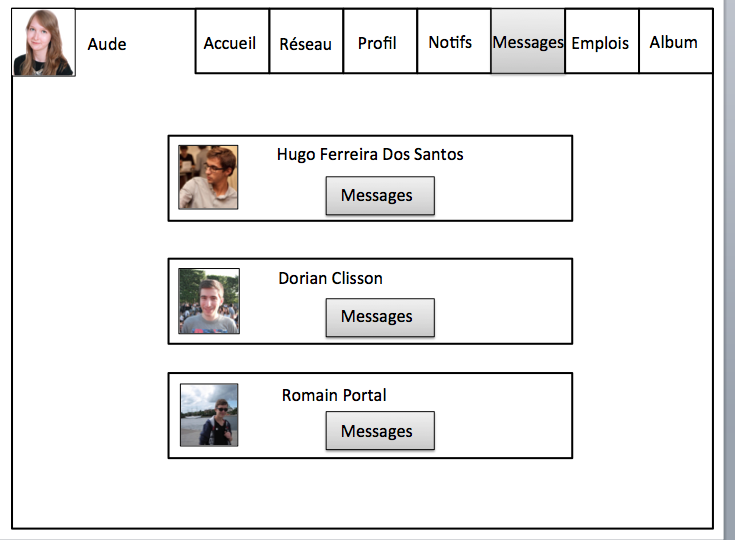 Aude
Accueil
Réseau
Profil
Notifs
Messages
Emplois
Album
Hugo Ferreira Dos Santos
Messages
Dorian Clisson
Messages
Romain Portal
Messages